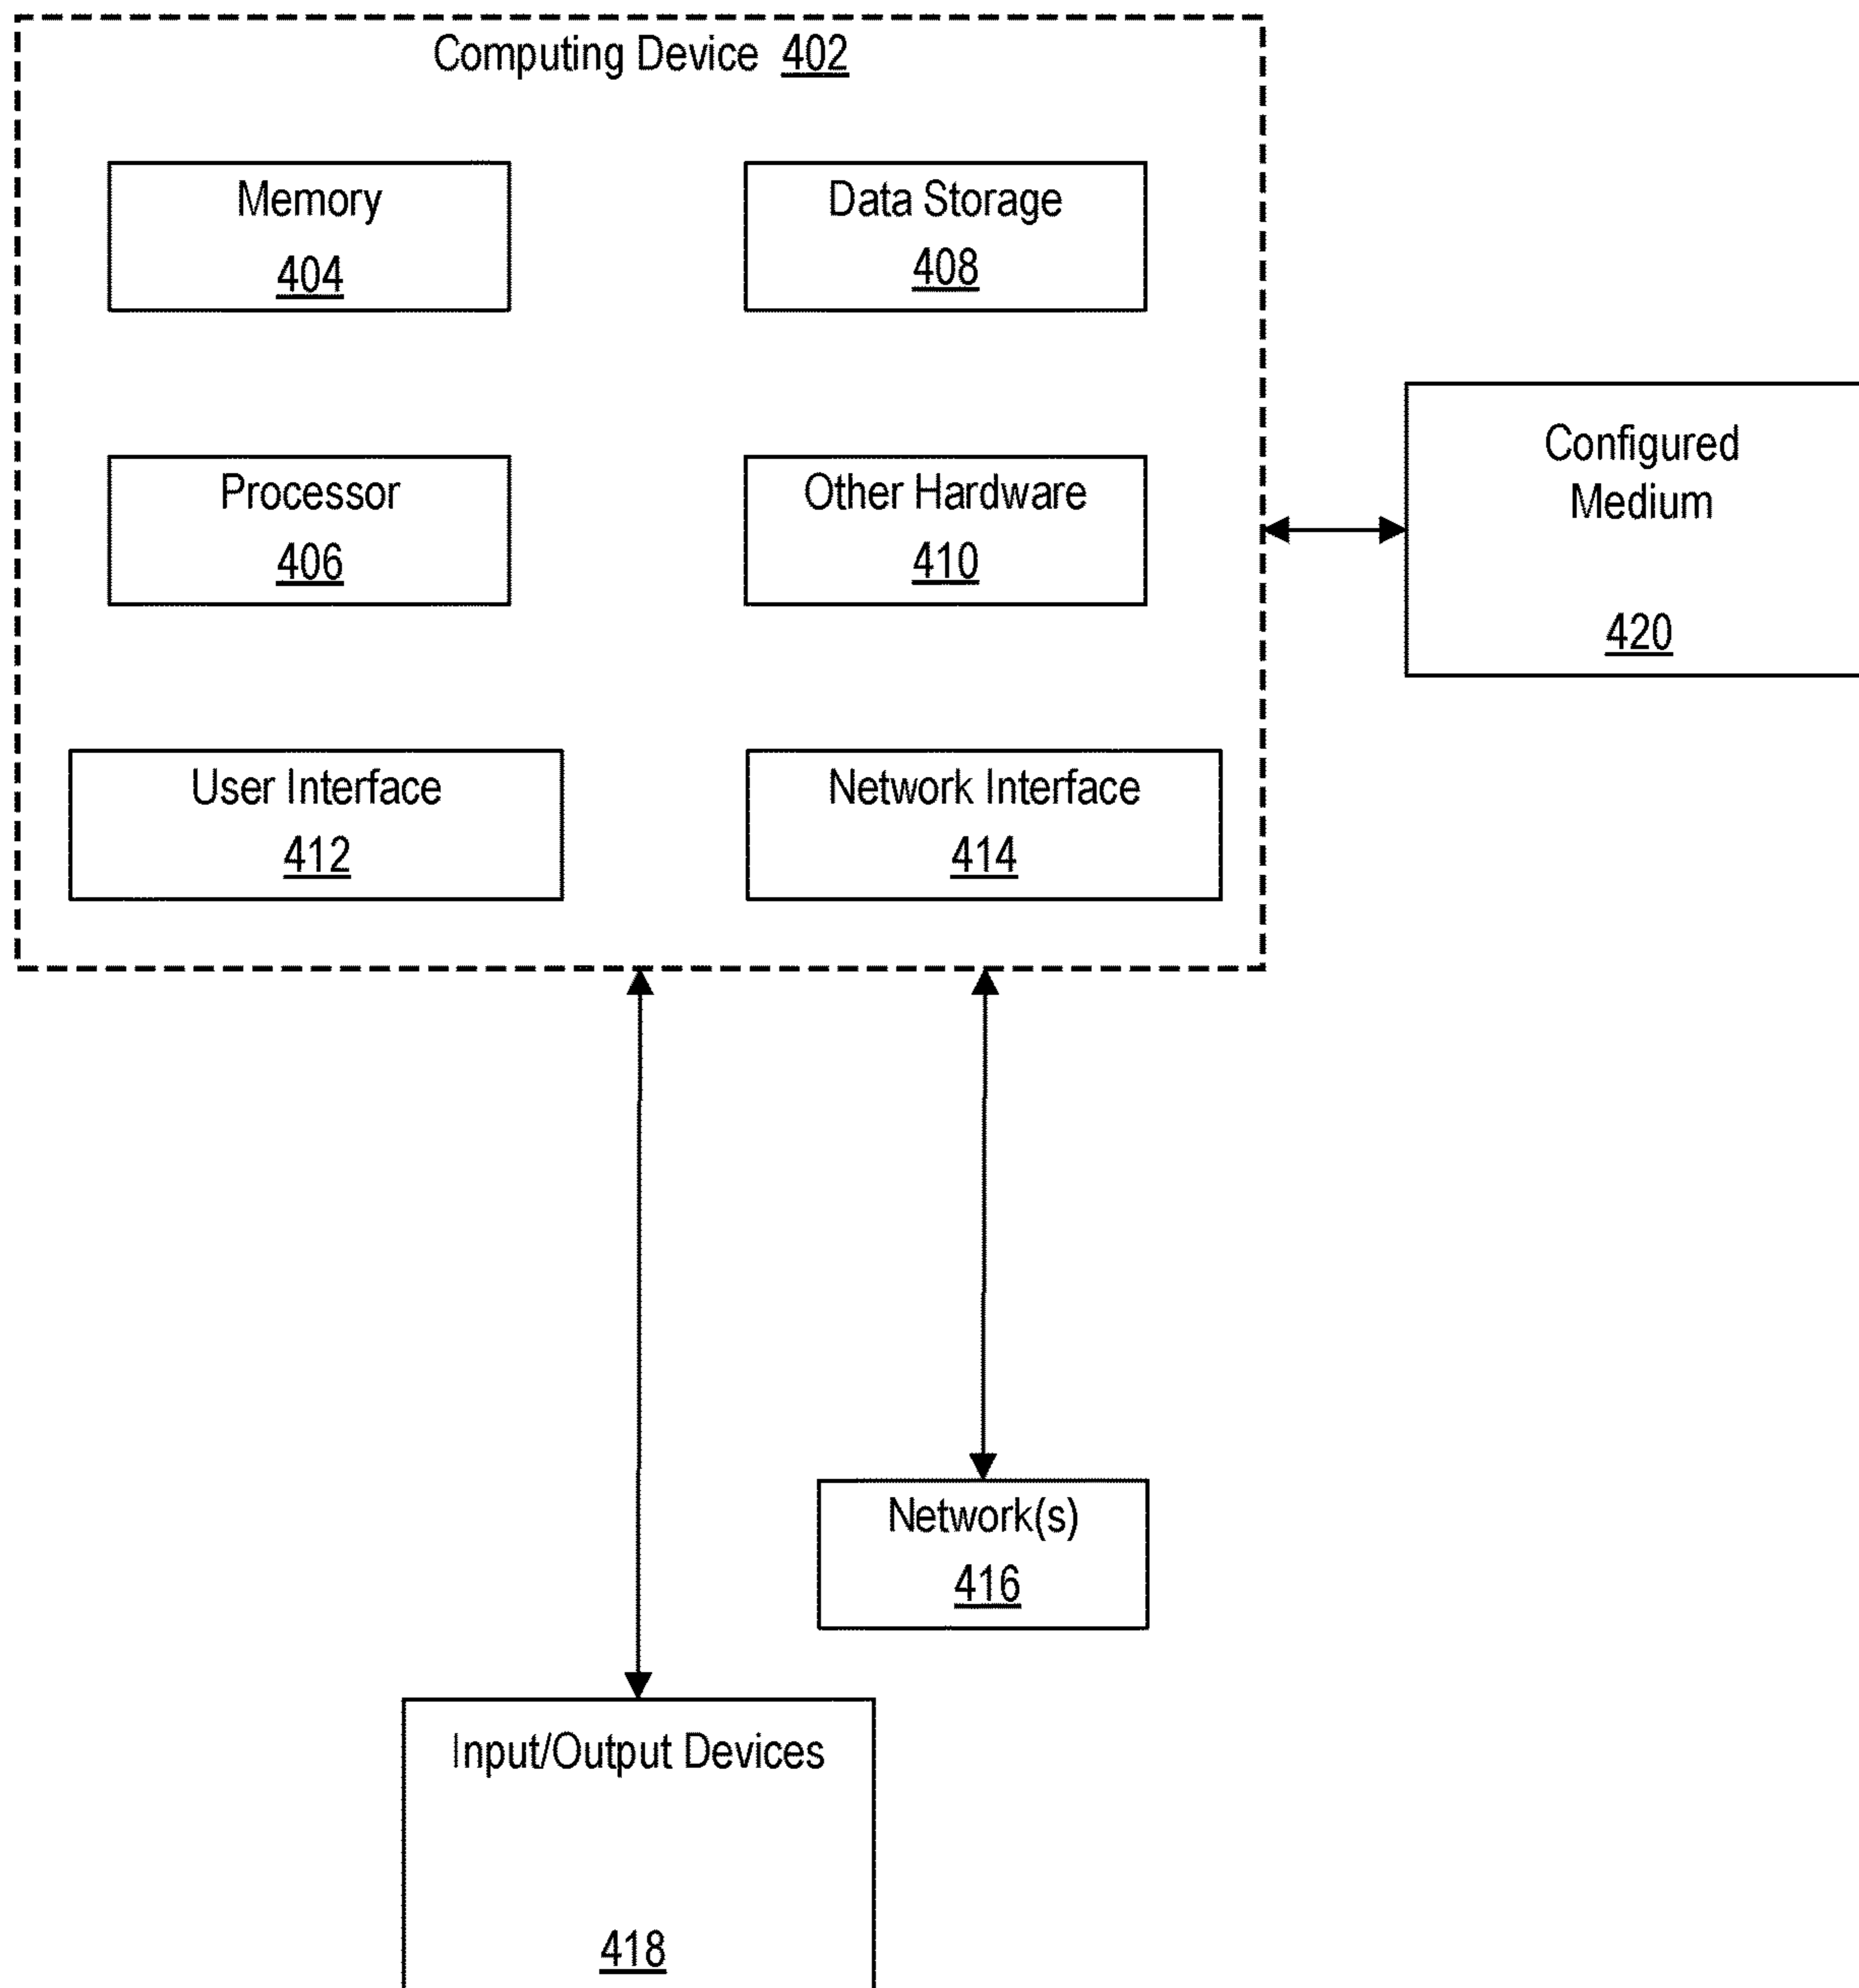 Computing Device 402
Memory
404
Data Storage
408
Processor
406
Other Hardware
410
Configured
Medium
420
User Interface
412
Network Interface
414
Network(s)
416
Input/Output Devices
418